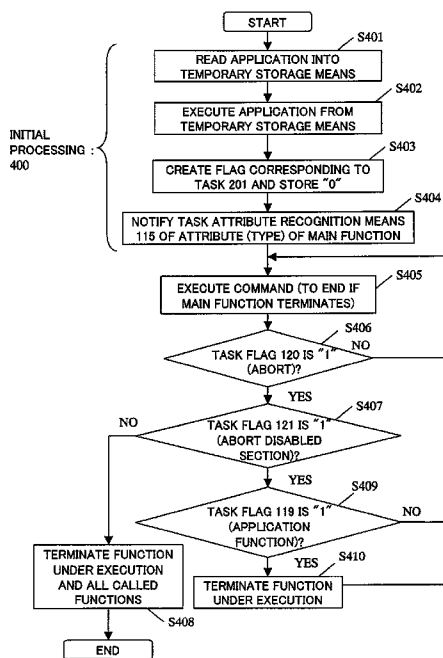 START
S401
READ APPLICATION INTO
TEMPORARY STORAGE MEANS
S402
EXECUTE APPLICATION FROM
TEMPORARY STORAGE MEANS
INITIAL
PROCESSING :
400
S403
CREATE FLAG CORRESPONDING TO
TASK 201 AND STORE "0"
S404
NOTIFY TASK ATTRIBUTE RECOGNITION MEANS
115 OF ATTRIBUTE (TYPE) OF MAIN FUNCTION
S405
EXECUTE COMMAND (TO END IF
MAIN FUNCTION TERMINATES)
S406
TASK FLAG 120 IS "1"
(ABORT)?
NO
YES
S407
NO
TASK FLAG 121 IS "1"
(ABORT DISABLED
SECTION)?
YES
S409
TASK FLAG 119 IS "1"
(APPLICATION
FUNCTION)?
NO
YES
S410
TERMINATE FUNCTION
UNDER EXECUTION
AND ALL CALLED
FUNCTIONS
S408
TERMINATE FUNCTION
UNDER EXECUTION
END